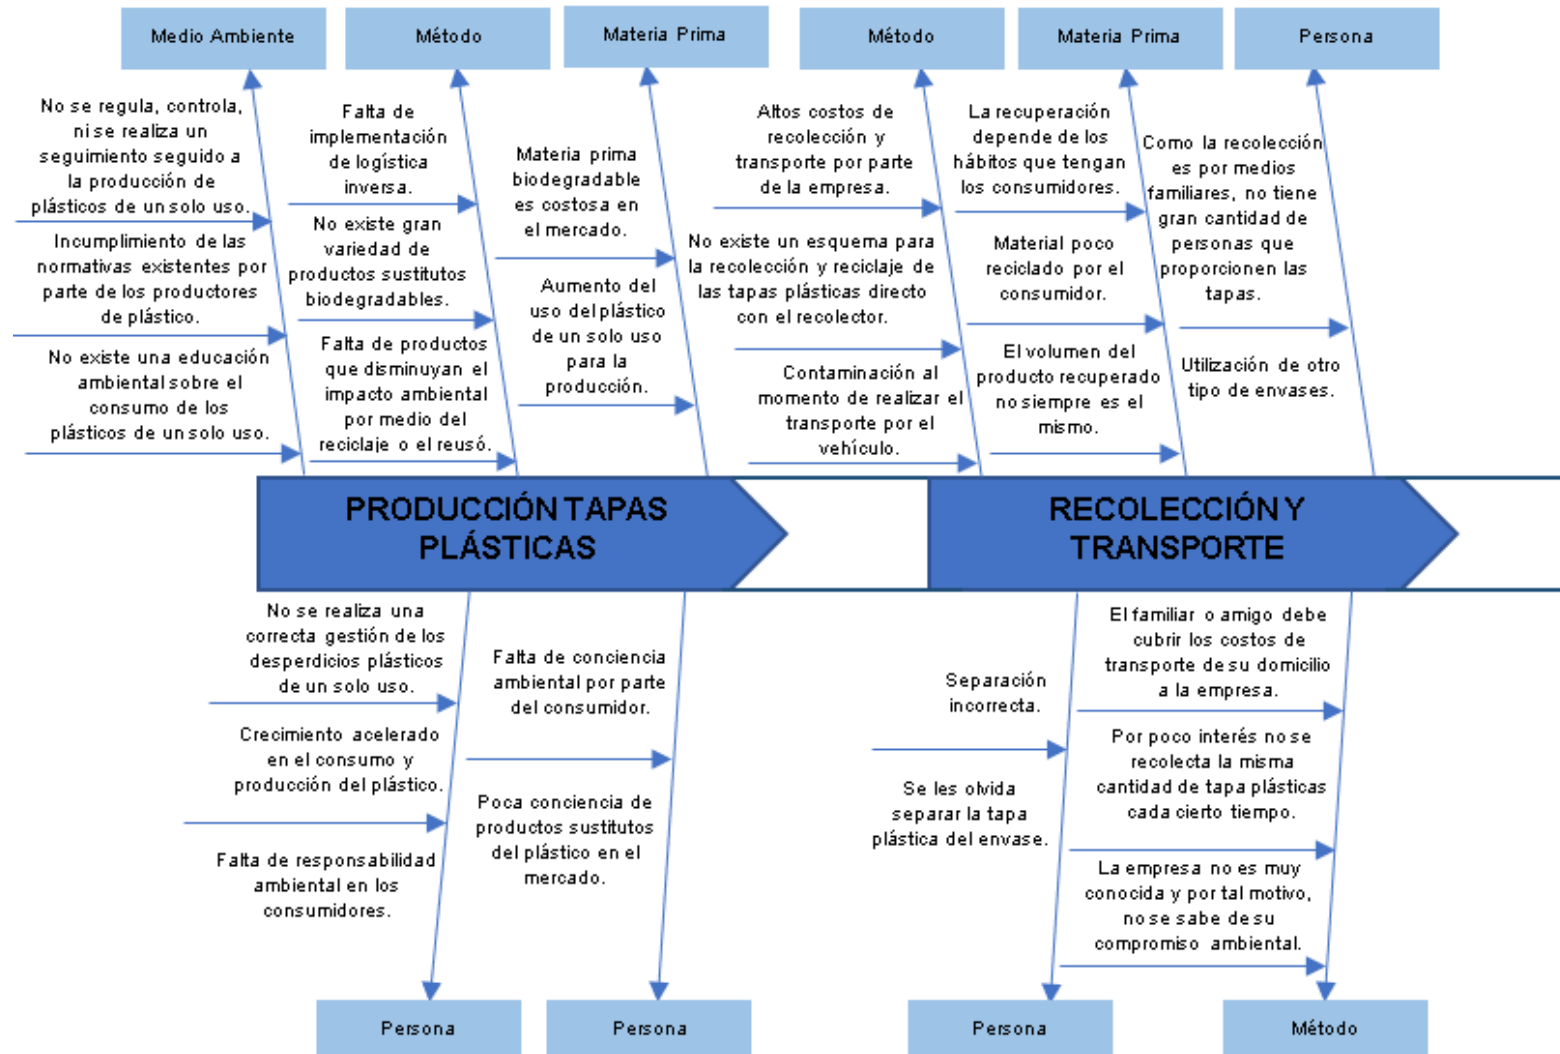 Medio Ambiente
Método
Materia Prima
Método
Materia Prima
Persona
No se regula, controla,
ni se realiza un
seguimiento seguido a
la producción de
plásticos de un solo uso.
Incumplimiento de las
normativas existentes por
parte de los productores
de plástico.
No existe una educación
ambiental sobre el
consumo de los
plásticos de un solo uso.
Falta de
implementación
de logística
inversa.
No existe gran
variedad de
productos sustitutos
biodegradables.
Falta de productos
que disminuyan el
impacto ambiental
por medio del
reciclaje o el reusó.
Materia prima
biodegradable
es costosa en
el mercado.
Aumento del
uso del plástico
de un solo uso
para la
producción.
Altos costos de
recolección y
transporte por parte
de la empresa.
No existe un esquema para
la recolección y reciclaje de
las tapas plásticas directo
con el recolector.
Contaminación al
momento de realizar el
transporte por el
vehículo.
La recuperación
depende de los
hábitos que tengan
los consumidores.
Material poco
reciclado por el
consumidor.
El volumen del
producto recuperado
no siempre es el
mismo.
Como la recolección
es por medios
familiares, no tiene
gran cantidad de
personas que
proporcionen las
tapas.
Utilización de otro
tipo de envases.
PRODUCCIÓN TAPAS
PLÁSTICAS
RECOLECCIÓN Y
TRANSPORTE
No se realiza una
correcta gestión de los
desperdicios plásticos
de un solo uso.
Crecimiento acelerado
en el consumo y
producción del plástico.
Falta de responsabilidad
ambiental en los
consumidores.
Falta de conciencia
ambiental por parte
del consumidor.
Poca conciencia de
productos sustitutos
del plástico en el
mercado.
Separación
incorrecta.
Se les olvida
separar la tapa
plástica del envase.
El familiar o amigo debe
cubrir los costos de
transporte de su domicilio
a la empresa.
Por poco interés no se
recolecta la misma
cantidad de tapa plásticas
cada cierto tiempo.
La empresa no es muy
conocida y por tal motivo,
no se sabe de su
compromiso ambiental.
Persona
Persona
Persona
Método